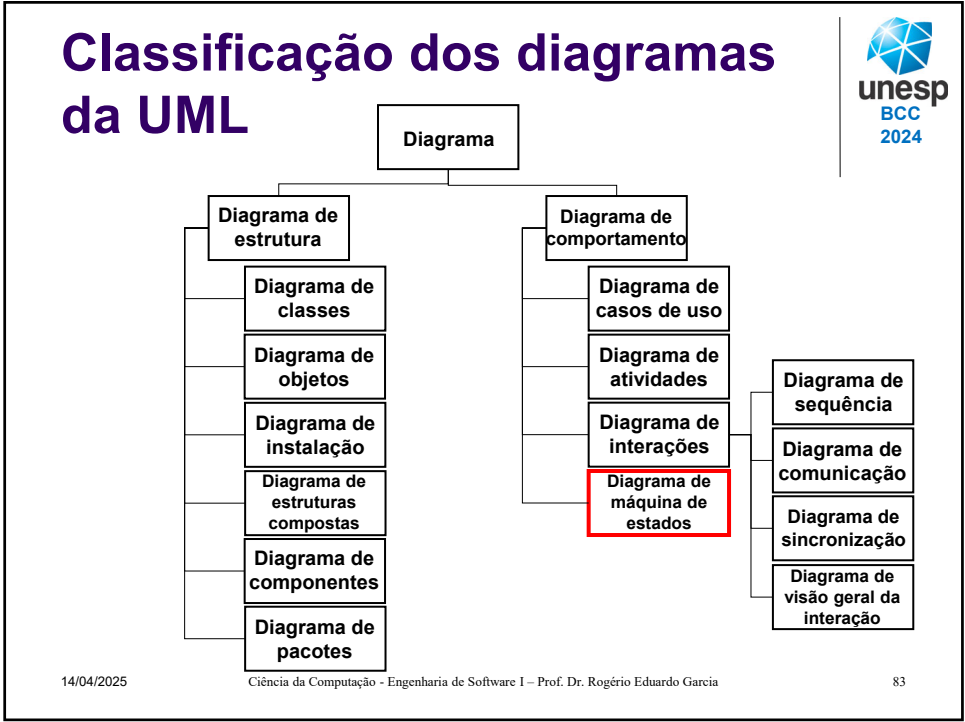 Classificação dos diagramas
da UML
unesp
BCC
2024
Diagrama
Diagrama de
estrutura
Diagrama de
comportamento
Diagrama de
classes
Diagrama de
objetos
Diagrama de
instalação
Diagrama de
estruturas
compostas
Diagrama de
componentes
Diagrama de
pacotes
Diagrama de
casos de uso
Diagrama de
atividades
Diagrama de
interações
Diagrama de
máquina de
estados
Diagrama de
sequência
Diagrama de
comunicação
Diagrama de
sincronização
Diagrama de
visão geral da
interação
14/04/2025
Ciência da Computação - Engenharia de Software I – Prof. Dr. Rogério Eduardo Garcia
83